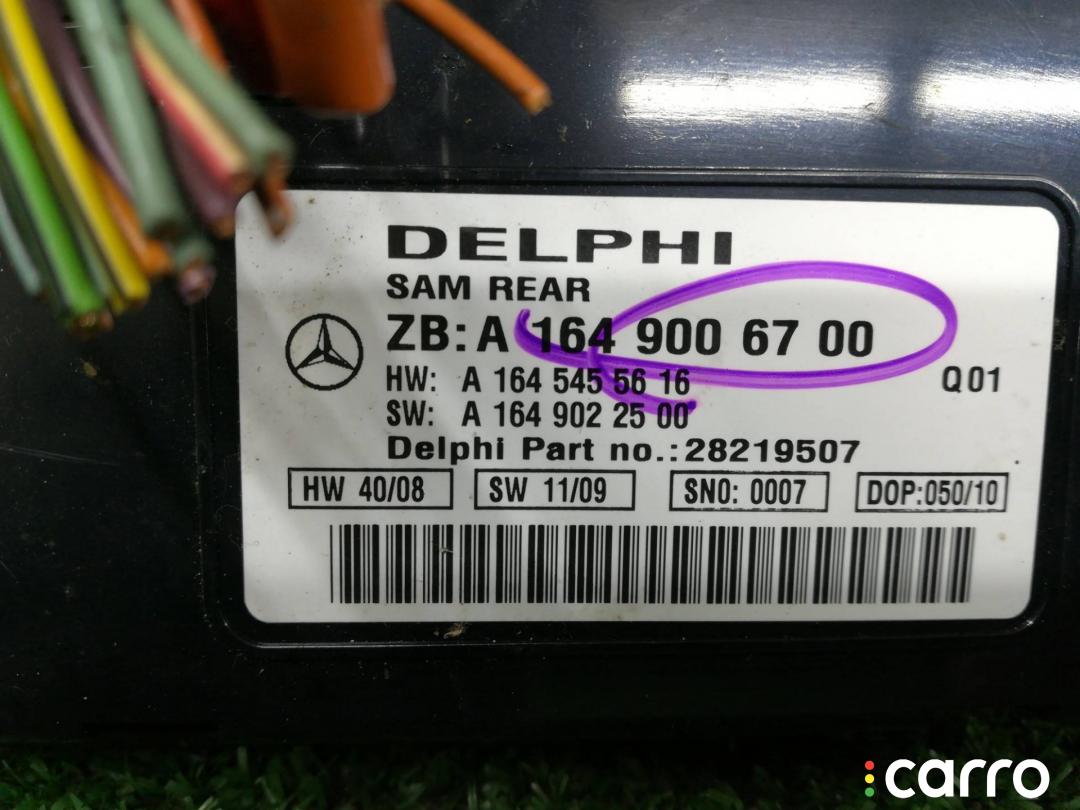 DELPHI
SAM REAR
ZB: A 164 900 67 00
HW: A 164 545 56 16 Q01
SW: A 164 902 25 00
Delphi Part no.:28219507
HW 40/08 SW 11/09 SNO: 0007 DOP:050/10
carro